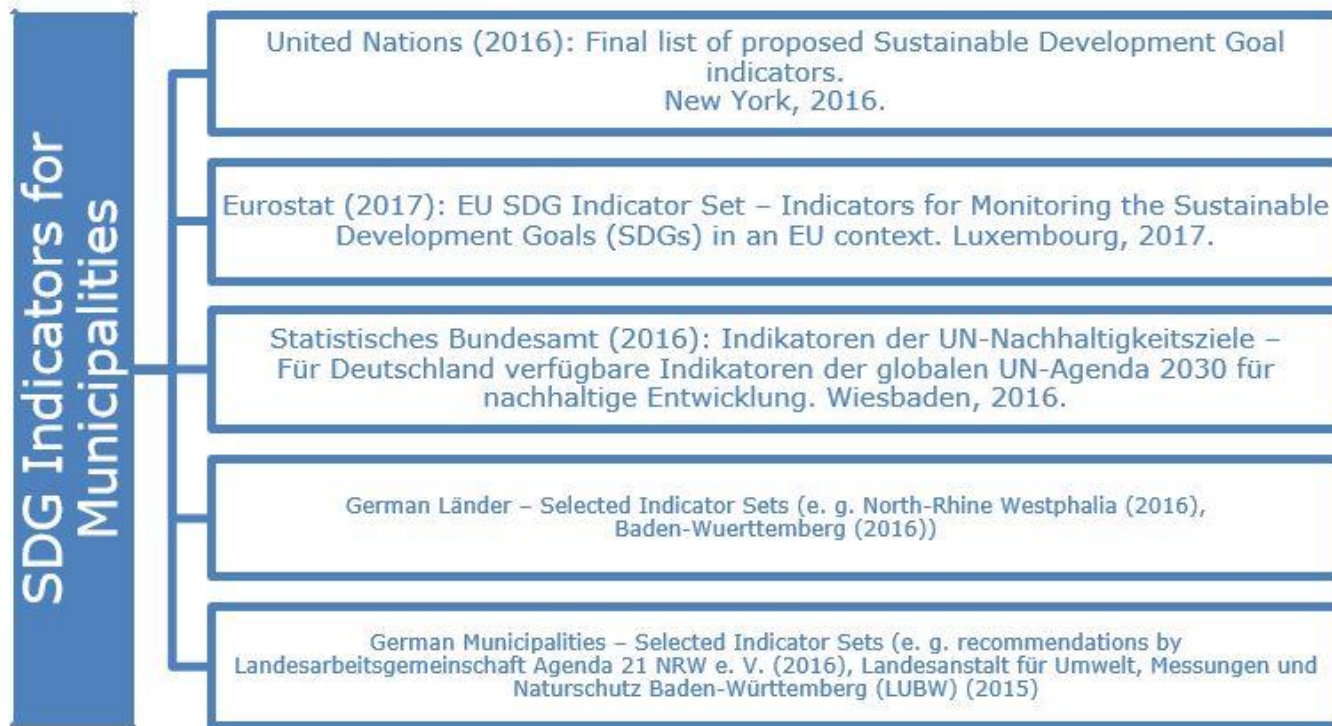 SDG Indicators for
Municipalities
United Nations (2016): Final list of proposed Sustainable Development Goal
indicators.
New York, 2016.
Eurostat (2017): EU SDG Indicator Set – Indicators for Monitoring the Sustainable
Development Goals (SDGs) in an EU context. Luxembourg, 2017.
Statistisches Bundesamt (2016): Indikatoren der UN-Nachhaltigkeitsziele –
Für Deutschland verfügbare Indikatoren der globalen UN-Agenda 2030 für
nachhaltige Entwicklung. Wiesbaden, 2016.
German Länder – Selected Indicator Sets (e. g. North-Rhine Westphalia (2016),
Baden-Wuerttemberg (2016))
German Municipalities – Selected Indicator Sets (e. g. recommendations by
Landesarbeitsgemeinschaft Agenda 21 NRW e. V. (2016), Landesanstalt für Umwelt, Messungen und
Naturschutz Baden-Württemberg (LUBW) (2015)